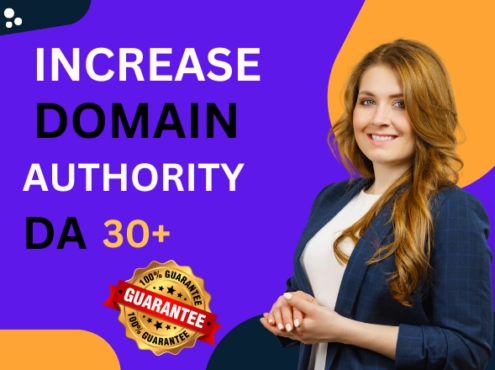 INCREASE
DOMAIN
AUTHORITY
DA 30+
100% GUARANTEE
GUARANTEE
100% GUARANTEE